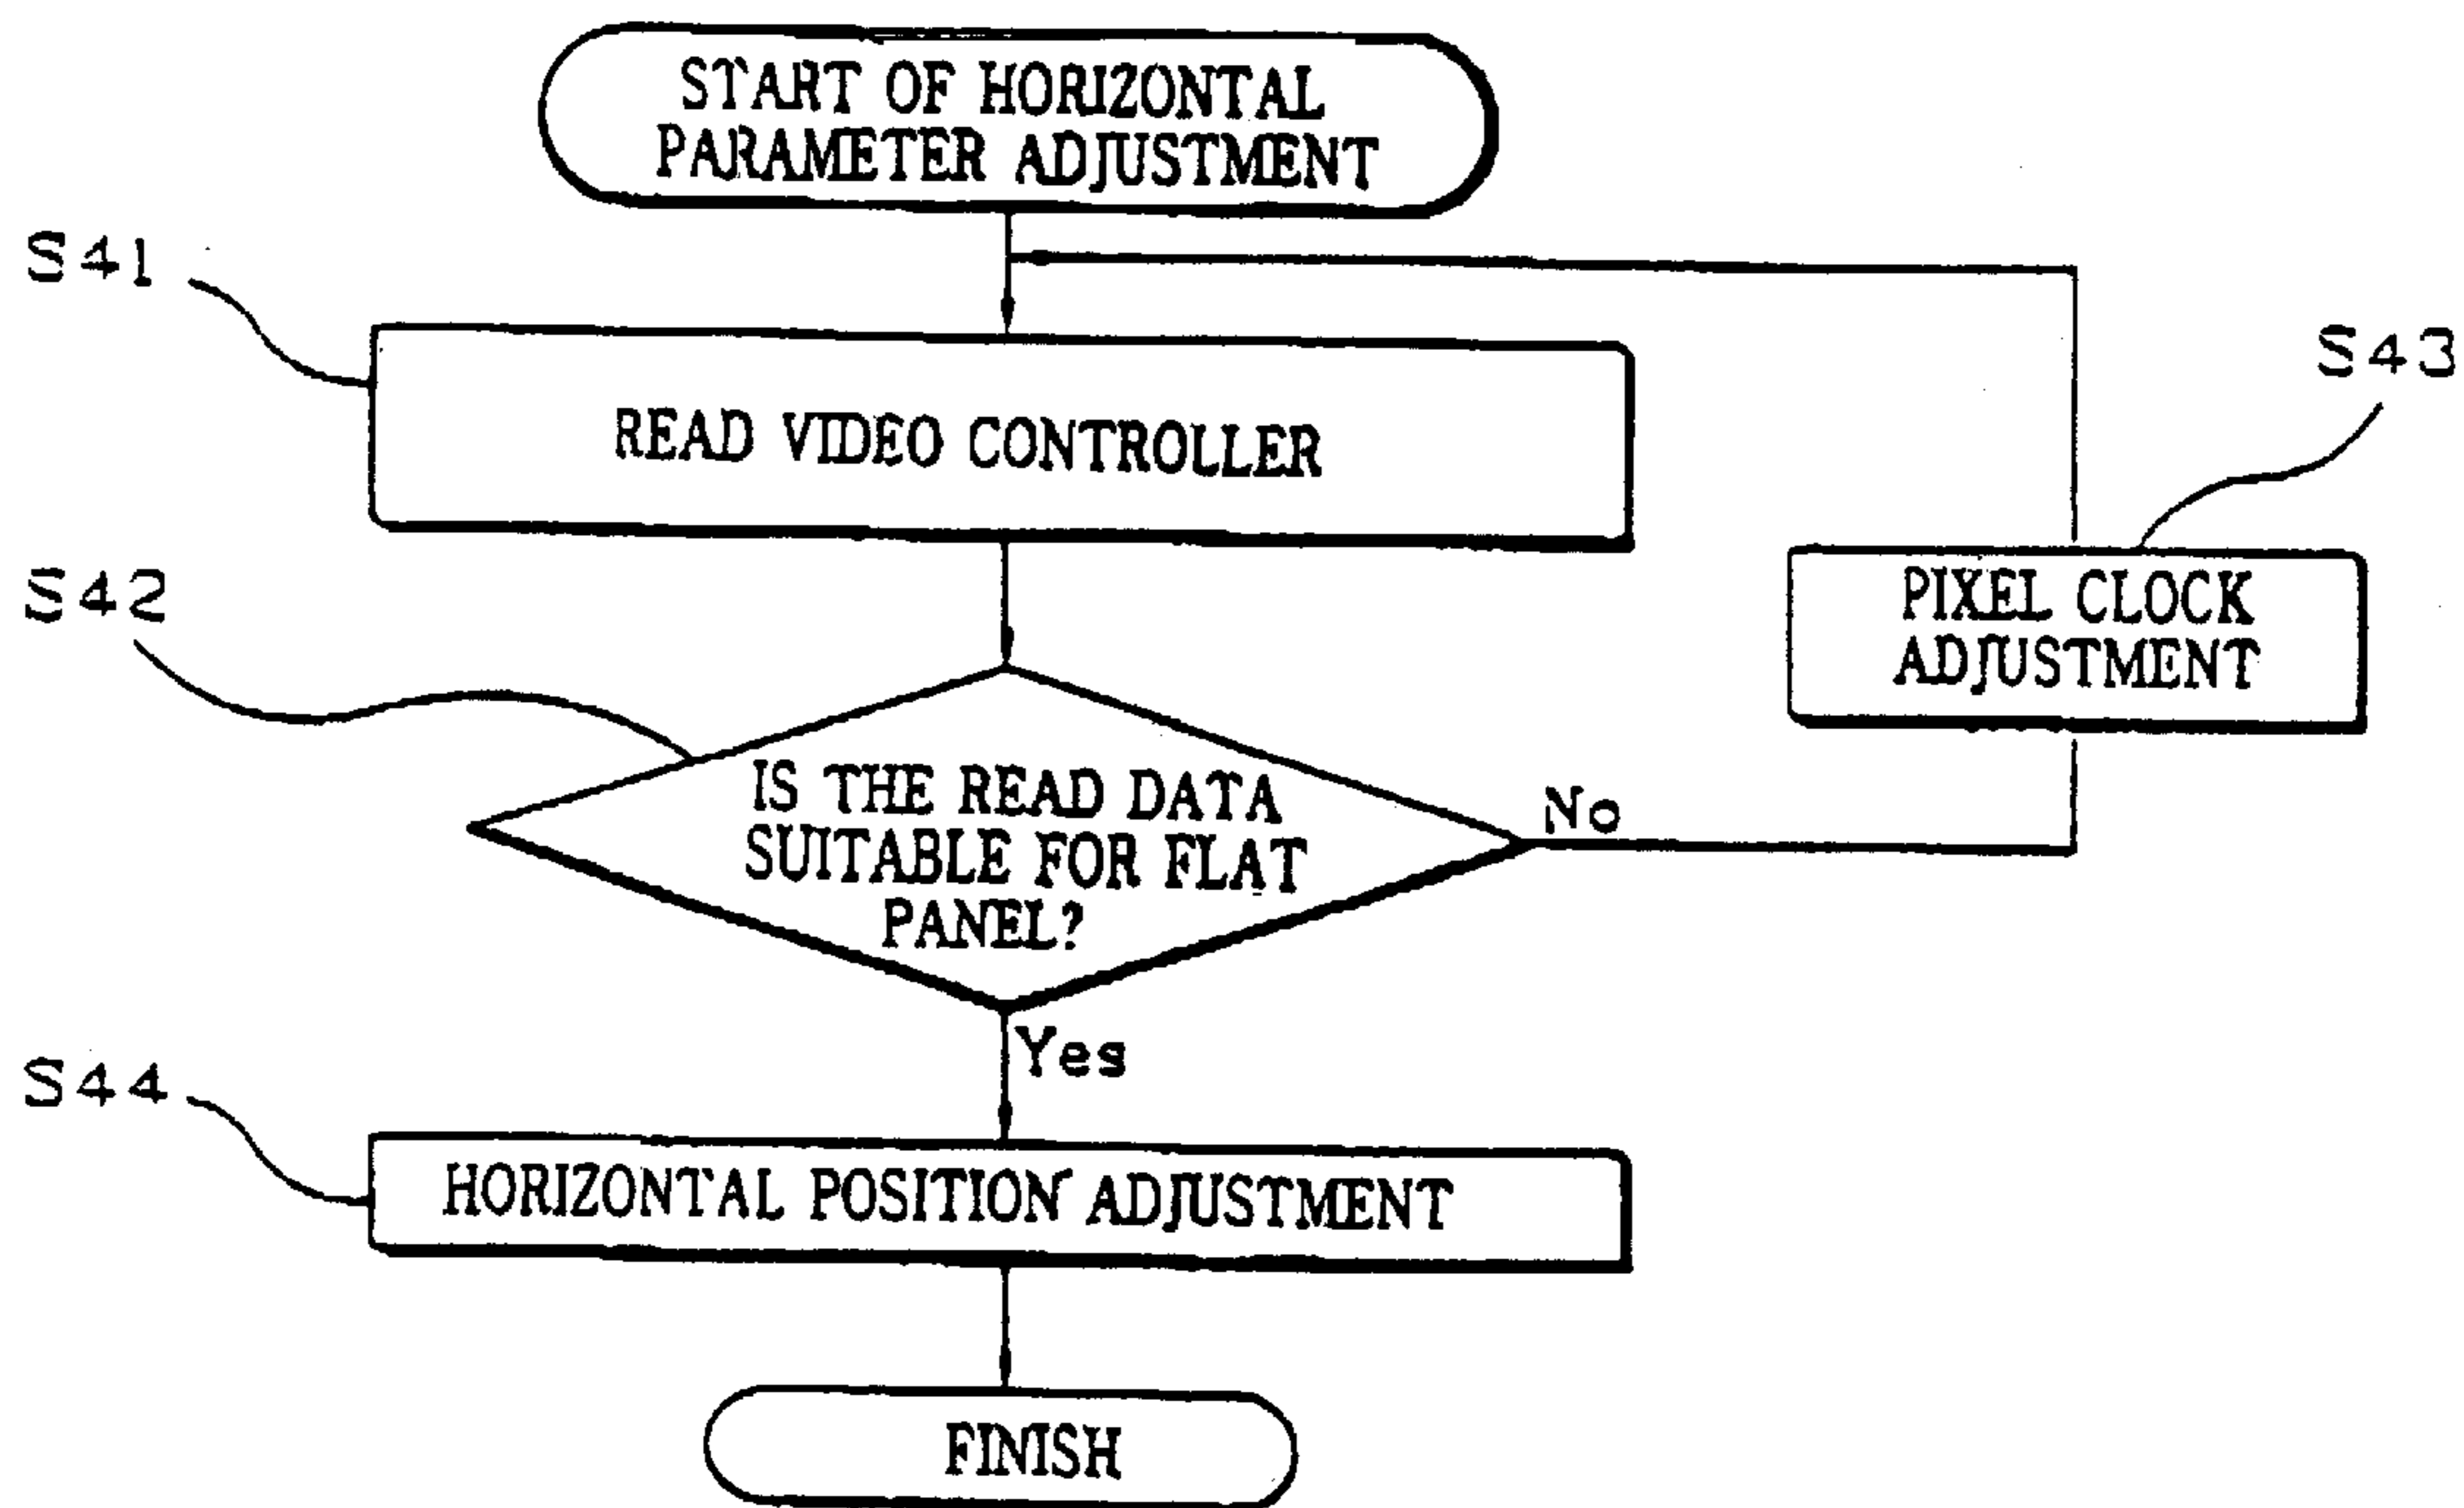 START OF HORIZONTAL
PARAMETER ADJUSTMENT
S41
READ VIDEO CONTROLLER
S43
PIXEL CLOCK
ADJUSTMENT
S42
IS THE READ DATA
SUITABLE FOR FLAT
PANEL?
No
Yes
S44
HORIZONTAL POSITION ADJUSTMENT
FINISH